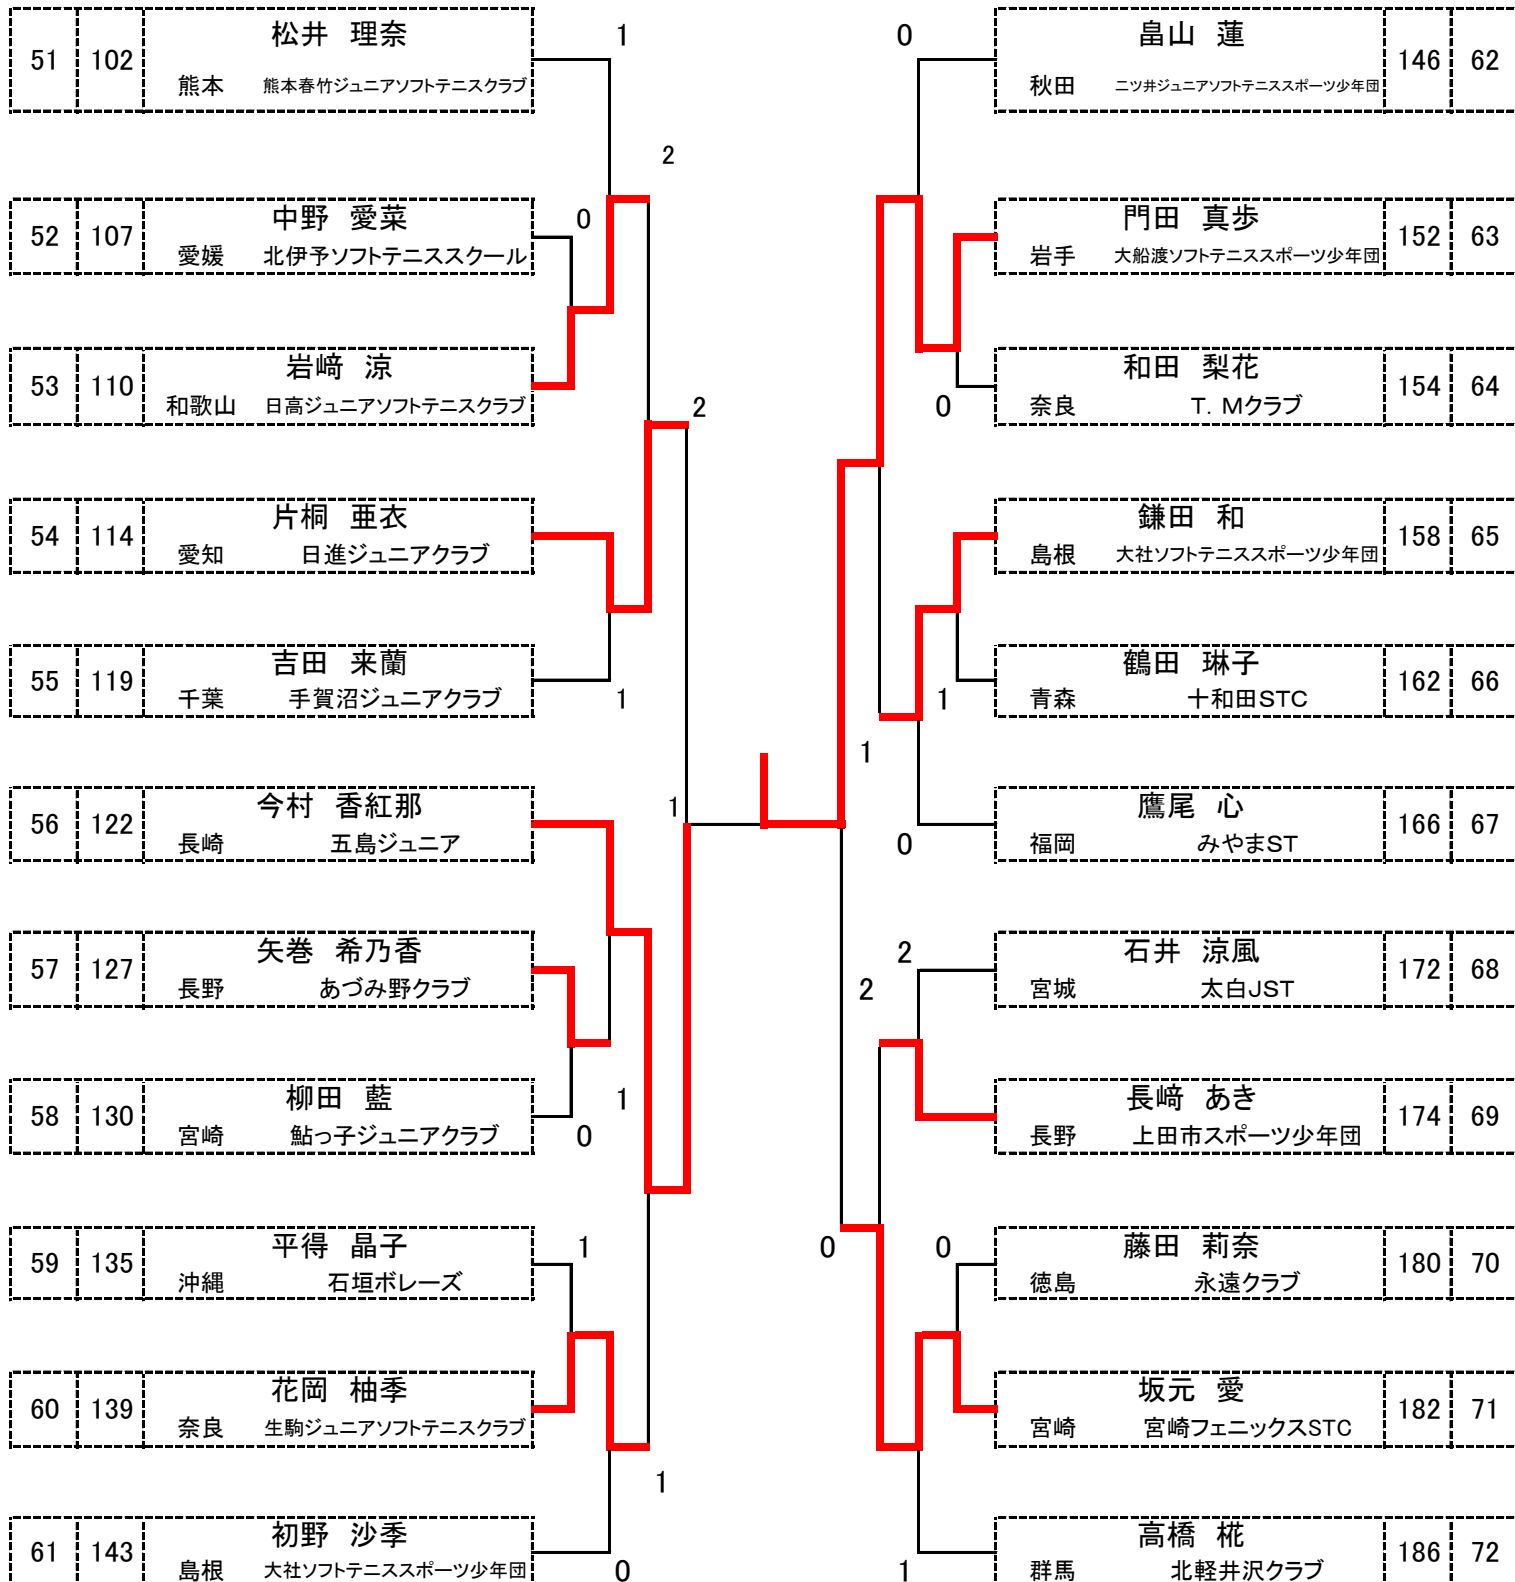 51 102 松井 理奈
熊本 熊本春竹ジュニアソフトテニスクラブ
1
2
52 107 中野 愛菜
愛媛 北伊予ソフトテニススクール
0
53 110 岩﨑 涼
和歌山 日高ジュニアソフトテニスクラブ
2
54 114 片桐 亜衣
愛知 日進ジュニアクラブ
55 119 吉田 来蘭
千葉 手賀沼ジュニアクラブ
1
56 122 今村 香紅那
長崎 五島ジュニア
1
57 127 矢巻 希乃香
長野 あづみ野クラブ
1
58 130 柳田 藍
宮崎 鮎っ子ジュニアクラブ
0
59 135 平得 晶子
沖縄 石垣ボレーズ
1
60 139 花岡 柚季
奈良 生駒ジュニアソフトテニスクラブ
1
61 143 初野 沙季
島根 大社ソフトテニススポーツ少年団
0
0
畠山 蓮 146 62
秋田 二ツ井ジュニアソフトテニススポーツ少年団
門田 真歩 152 63
岩手 大船渡ソフトテニススポーツ少年団
和田 梨花 154 64
奈良 T．Mクラブ
0
鎌田 和 158 65
島根 大社ソフトテニススポーツ少年団
鶴田 琳子 162 66
青森 十和田STC
1
1
鷹尾 心 166 67
福岡 みやまST
0
石井 涼風 172 68
宮城 太白JST
2
2
長﨑 あき 174 69
長野 上田市スポーツ少年団
0
藤田 莉奈 180 70
徳島 永遠クラブ
0
坂元 愛 182 71
宮崎 宮崎フェニックスSTC
高橋 椛 186 72
群馬 北軽井沢クラブ
1